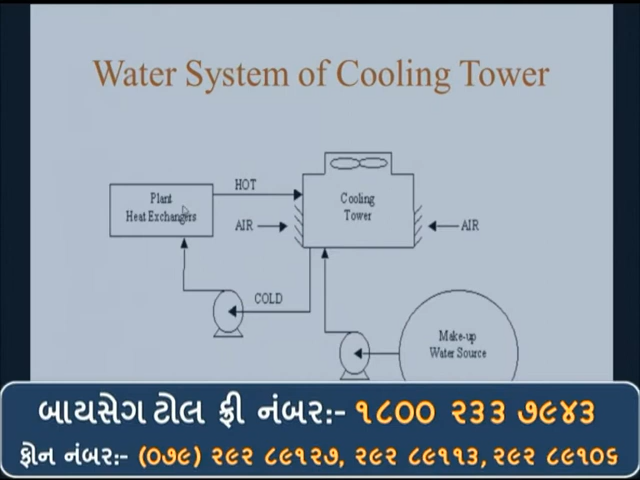 Water System of Cooling Tower
HOT
Plant
Heat Exchangers
Cooling
Tower
AIR
AIR
COLD
Make-up
Water Source
બાયસેગ ટોલ ફ્રી નંબર:- ૧૮૦૦ ૨૩૩ ૭૯૪૩
ફોન નંબર:- (૦૭૯) ૨૯૨ ૮૯૧૨૭, ૨૯૨ ૮૯૧૧૩, ૨૯૨ ૮૯૧૦૬